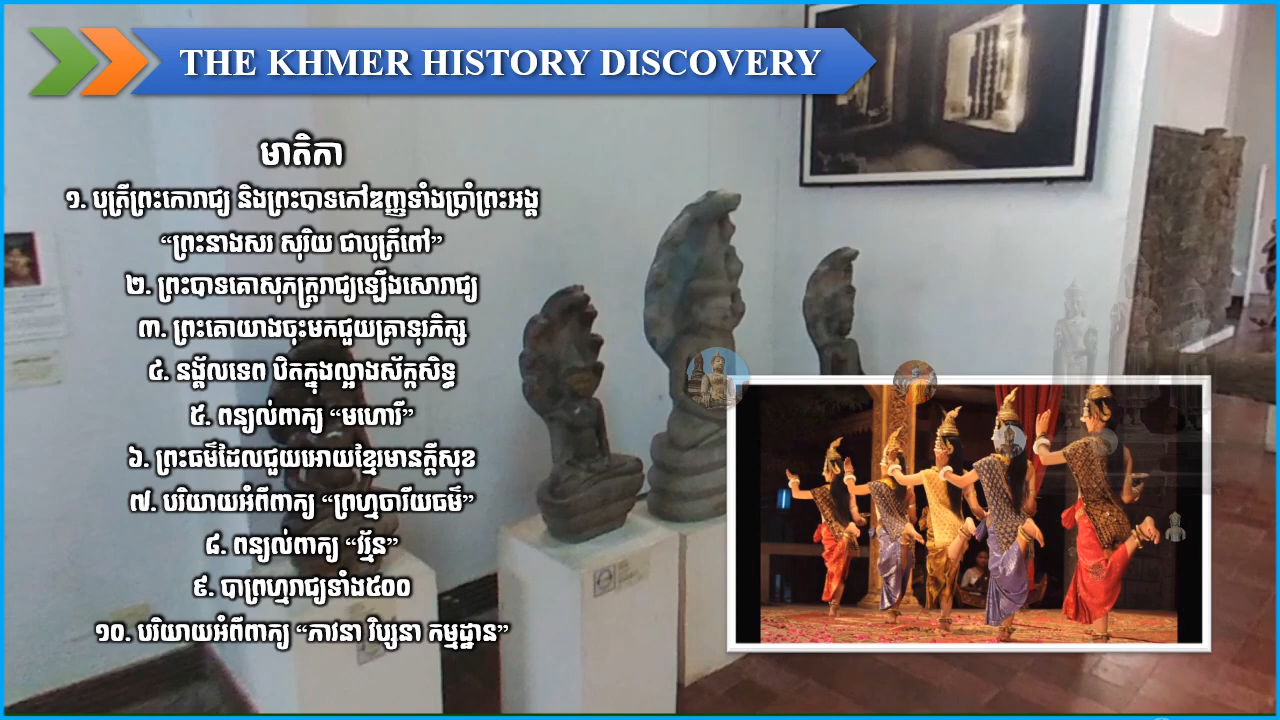 THE KHMER HISTORY DISCOVERY
មាតិកា
១. បុត្រីព្រះគោរាជ្យ និងព្រះបាទកៅឌញ្ញទាំងប្រាំព្រះអង្គ
“ព្រះនាងសរ សុរិយ ជាបុត្រីពៅ”
២. ព្រះបាទគោសុភក្ត្ររាជ្យឡើងសោរាជ្យ
៣. ព្រះគោយាងចុះមកជួយគ្រាទុរភិក្ស
៤. នង្គ័លទេព ឋិតក្នុងល្អាងស័ក្កសិទ្ធ
៥. ពន្យល់ពាក្យ “មហោរី”
៦. ព្រះធម៌ដែលជួយអោយខ្មែរមានក្តីសុខ
៧. បរិយាយអំពីពាក្យ “ព្រហ្មចារីយធម៌”
៨. ពន្យល់ពាក្យ “វរ្ម័ន”
៩. បាព្រហ្មរាជ្យទាំង៥០០
១០. បរិយាយអំពីពាក្យ “ភាវនា វិប្សនា កម្មដ្ឋាន”